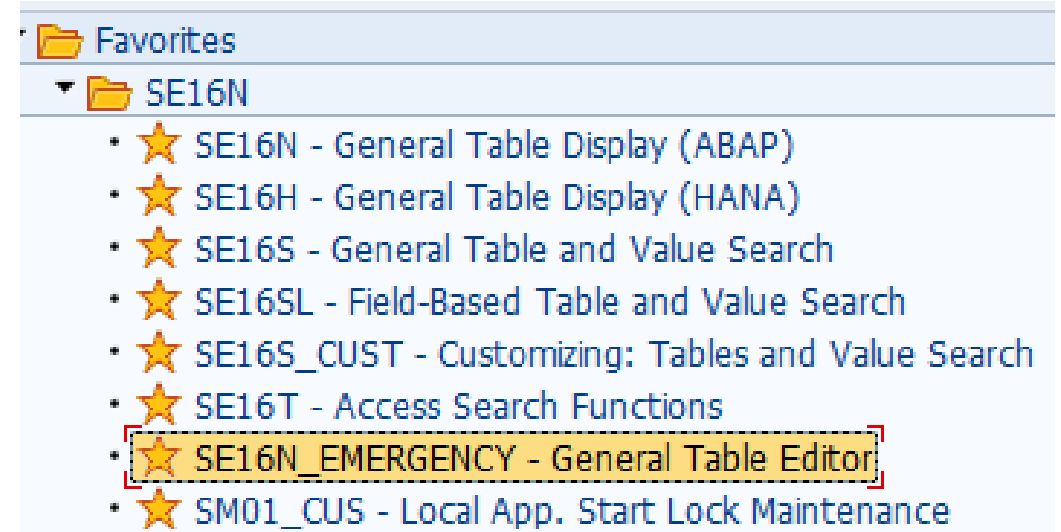 Favorites
SE16N
SE16N - General Table Display (ABAP)
SE16H - General Table Display (HANA)
SE16S - General Table and Value Search
SE16SL - Field-Based Table and Value Search
SE16S_CUST - Customizing: Tables and Value Search
SE16T - Access Search Functions
SE16N_EMERGENCY - General Table Editor
SM01_CUS - Local App. Start Lock Maintenance